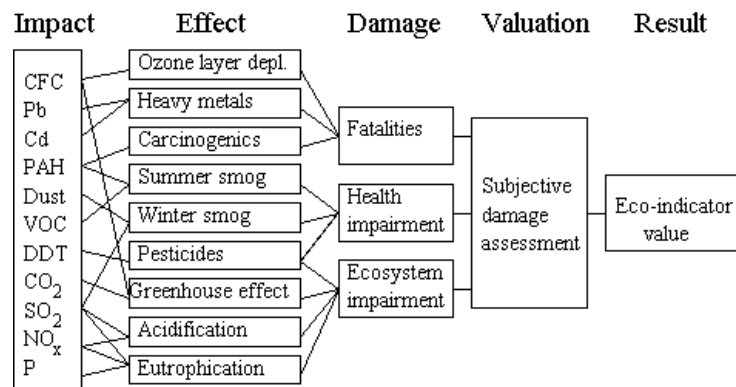 Impact
Effect
Damage
Valuation
Result
CFC
Pb
Cd
PAH
Dust
VOC
DDT
CO₂
SO₂
NOₓ
P
Ozone layer depl.
Heavy metals
Carcinogenics
Summer smog
Winter smog
Pesticides
Greenhouse effect
Acidification
Eutrophication
Fatalities
Health
impairment
Ecosystem
impairment
Subjective
damage
assessment
Eco-indicator
value